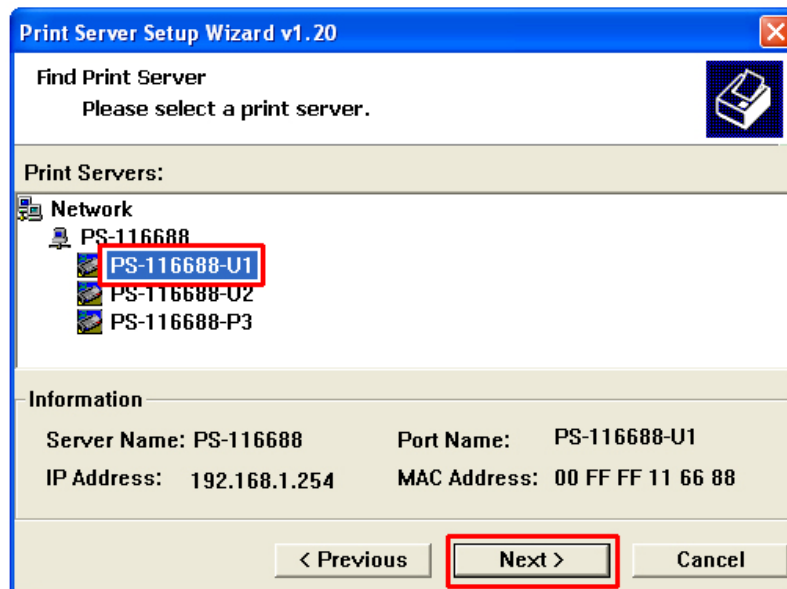 Print Server Setup Wizard v1.20
Find Print Server
Please select a print server.
Print Servers:
Network
PS-116688
PS-116688-U1
PS-116688-U2
PS-116688-P3
Information
Server Name: PS-116688 Port Name: PS-116688-U1
IP Address: 192.168.1.254 MAC Address: 00 FF FF 11 66 88
< Previous Next > Cancel